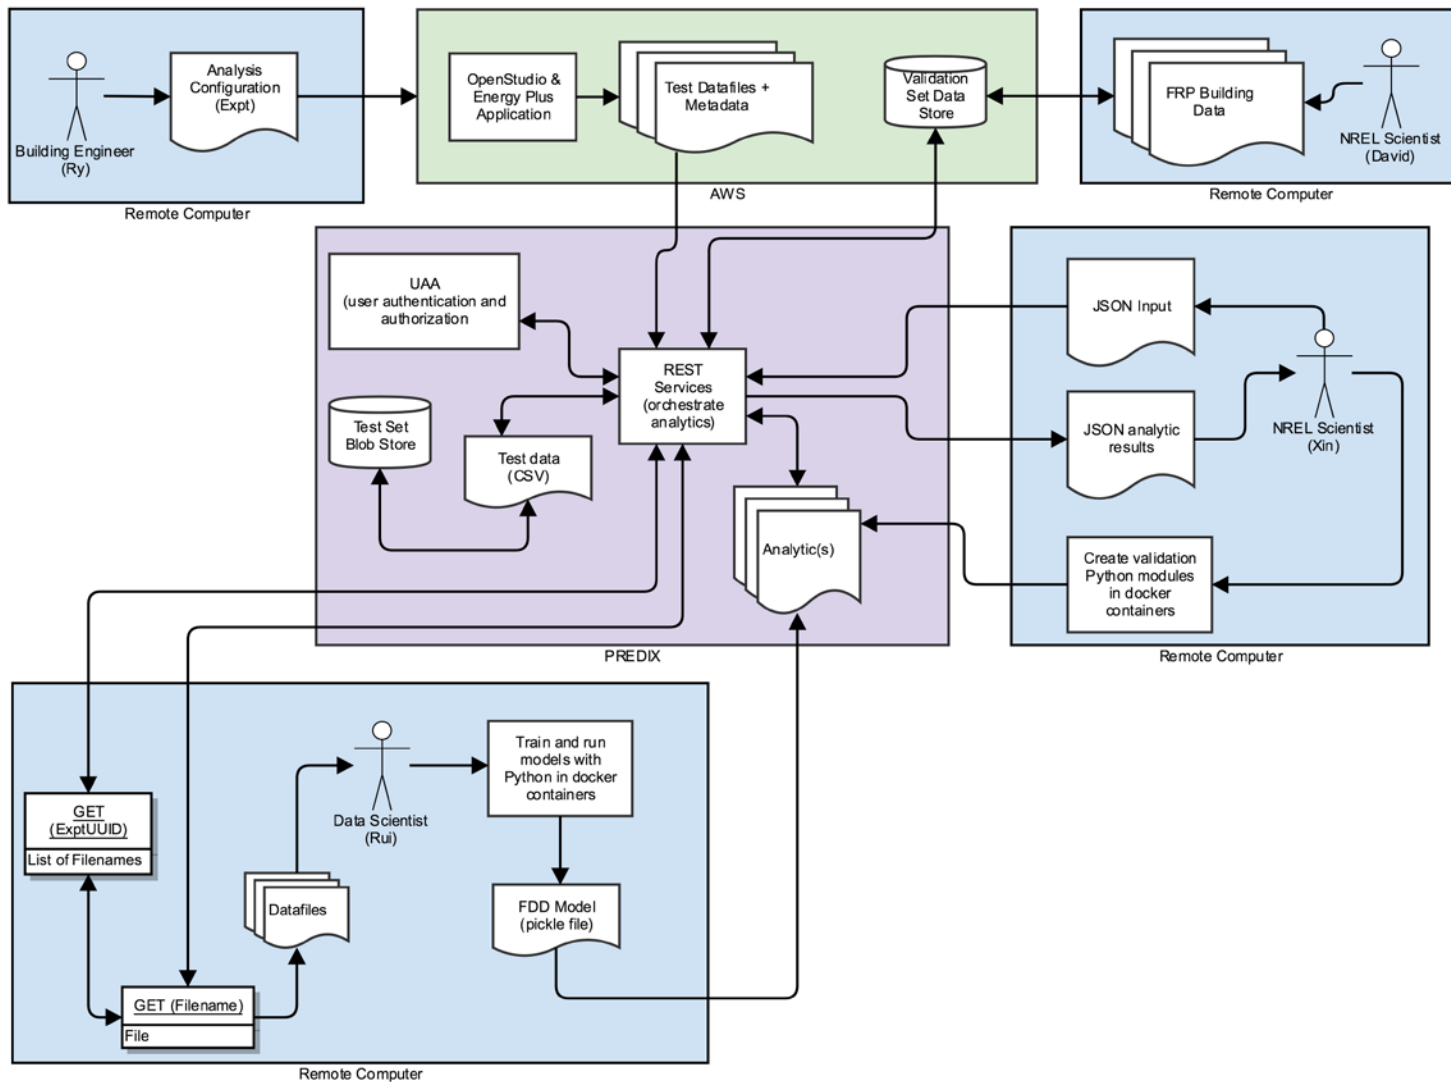 Building Engineer
(Ry)
Analysis
Configuration
(Expt)
Remote Computer
OpenStudio &
Energy Plus
Application
Test Datafiles +
Metadata
Validation
Set Data
Store
AWS
FRP Building
Data
NREL Scientist
(David)
Remote Computer
UAA
(user authentication and
authorization
REST
Services
(orchestrate
analytics)
Test Set
Blob Store
Test data
(CSV)
Analytic(s)
PREDIX
JSON Input
JSON analytic
results
NREL Scientist
(Xin)
Create validation
Python modules
in docker
containers
Remote Computer
GET
(ExptUUID)
List of Filenames
GET (Filename)
File
Datafiles
Data Scientist
(Rui)
Train and run
models with
Python in docker
containers
FDD Model
(pickle file)
Remote Computer